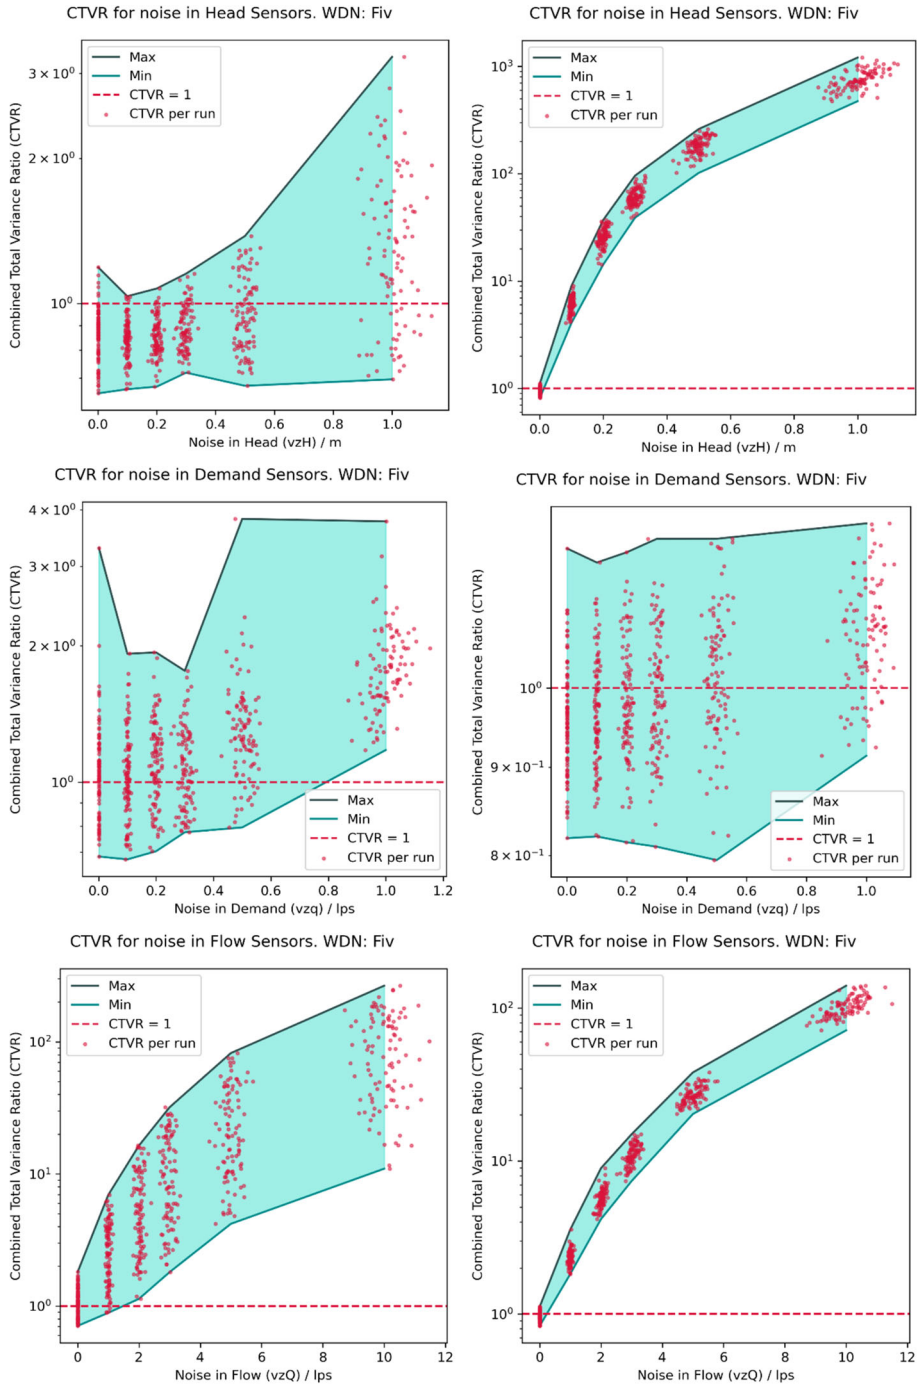 CTVR for noise in Head Sensors. WDN: Fiv
Combined Total Variance Ratio (CTVR)
3 × 10⁰
2 × 10⁰
10⁰
Max
Min
CTVR = 1
CTVR per run
0.0 0.2 0.4 0.6 0.8 1.0
Noise in Head (vzH) / m
CTVR for noise in Head Sensors. WDN: Fiv
Combined Total Variance Ratio (CTVR)
10³
10²
10¹
10⁰
Max
Min
CTVR = 1
CTVR per run
0.0 0.2 0.4 0.6 0.8 1.0
Noise in Head (vzH) / m
CTVR for noise in Demand Sensors. WDN: Fiv
Combined Total Variance Ratio (CTVR)
4 × 10⁰
3 × 10⁰
2 × 10⁰
10⁰
Max
Min
CTVR = 1
CTVR per run
0.0 0.2 0.4 0.6 0.8 1.0 1.2
Noise in Demand (vzq) / lps
CTVR for noise in Demand Sensors. WDN: Fiv
Combined Total Variance Ratio (CTVR)
10⁰
9 × 10⁻¹
8 × 10⁻¹
Max
Min
CTVR = 1
CTVR per run
0.0 0.2 0.4 0.6 0.8 1.0
Noise in Demand (vzq) / lps
CTVR for noise in Flow Sensors. WDN: Fiv
Combined Total Variance Ratio (CTVR)
10²
10¹
10⁰
Max
Min
CTVR = 1
CTVR per run
0 2 4 6 8 10 12
Noise in Flow (vzQ) / lps
CTVR for noise in Flow Sensors. WDN: Fiv
Combined Total Variance Ratio (CTVR)
10²
10¹
10⁰
Max
Min
CTVR = 1
CTVR per run
0 2 4 6 8 10 12
Noise in Flow (vzQ) / lps